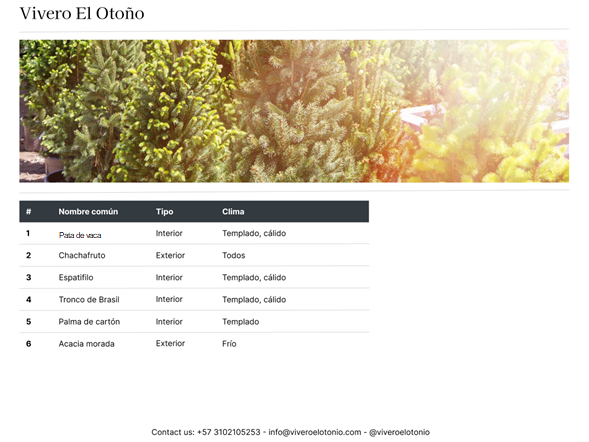 Vivero El Otoño
# Nombre común Tipo Clima
1 Pata de vaca Interior Templado, cálido
2 Chachafruto Exterior Todos
3 Espatifilo Interior Templado, cálido
4 Tronco de Brasil Interior Templado, cálido
5 Palma de cartón Interior Templado
6 Acacia morada Exterior Frío
Contact us: +57 3102105253 - info@viveroelotonio.com - @viveroelotonio